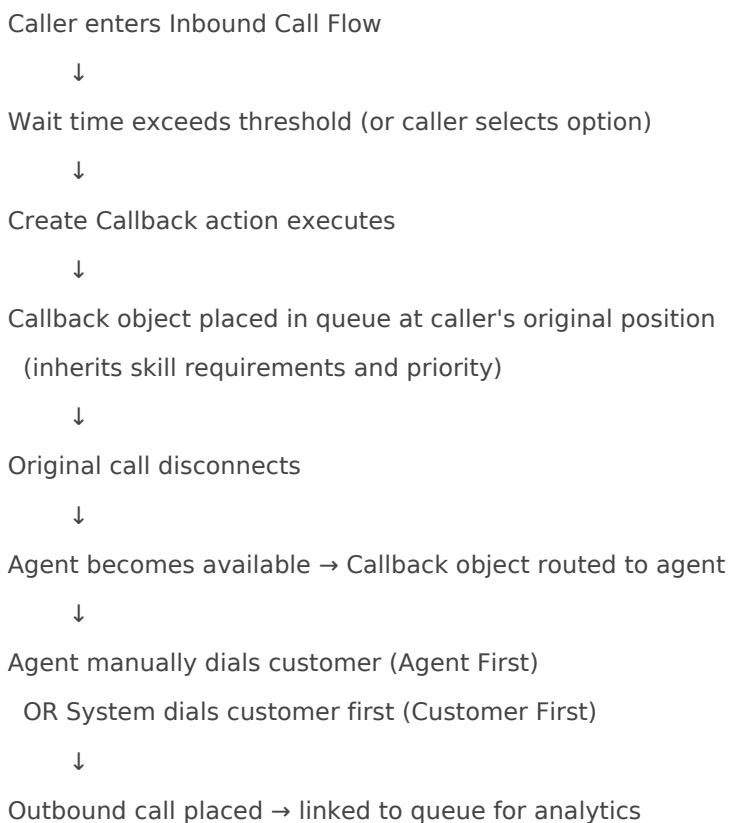 Caller enters Inbound Call Flow
↓
Wait time exceeds threshold (or caller selects option)
↓
Create Callback action executes
↓
Callback object placed in queue at caller's original position
(inherits skill requirements and priority)
↓
Original call disconnects
↓
Agent becomes available → Callback object routed to agent
↓
Agent manually dials customer (Agent First)
OR System dials customer first (Customer First)
↓
Outbound call placed → linked to queue for analytics